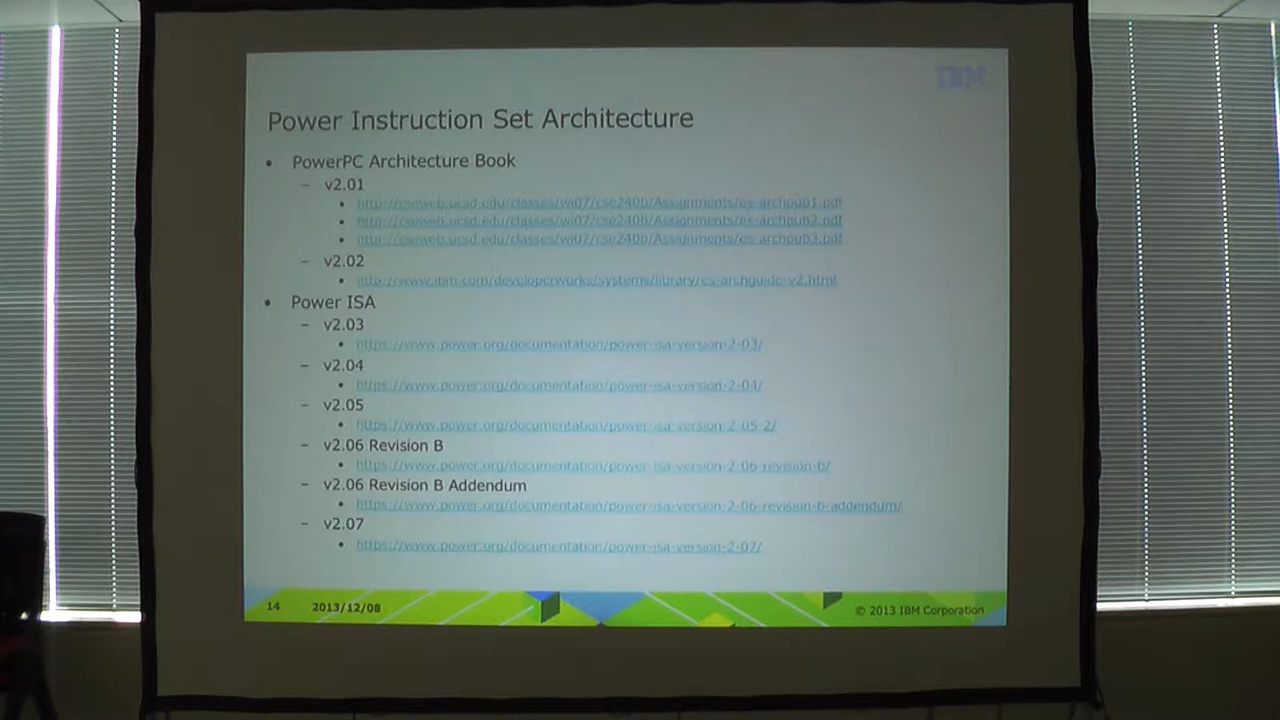 IBM
Power Instruction Set Architecture
• PowerPC Architecture Book
– v2.01
• http://cseweb.ucsd.edu/classes/wi07/cse240b/Assignments/es-archpub1.pdf
• http://cseweb.ucsd.edu/classes/wi07/cse240b/Assignments/es-archpub2.pdf
• http://cseweb.ucsd.edu/classes/wi07/cse240b/Assignments/es-archpub3.pdf
– v2.02
• http://www.ibm.com/developerworks/systems/library/es-archguide-v2.html
• Power ISA
– v2.03
• https://www.power.org/documentation/power-isa-version-2-03/
– v2.04
• https://www.power.org/documentation/power-isa-version-2-04/
– v2.05
• https://www.power.org/documentation/power-isa-version-2-05-2/
– v2.06 Revision B
• https://www.power.org/documentation/power-isa-version-2-06-revision-b/
– v2.06 Revision B Addendum
• https://www.power.org/documentation/power-isa-version-2-06-revision-b-addendum/
– v2.07
• https://www.power.org/documentation/power-isa-version-2-07/
14 2013/12/08 © 2013 IBM Corporation